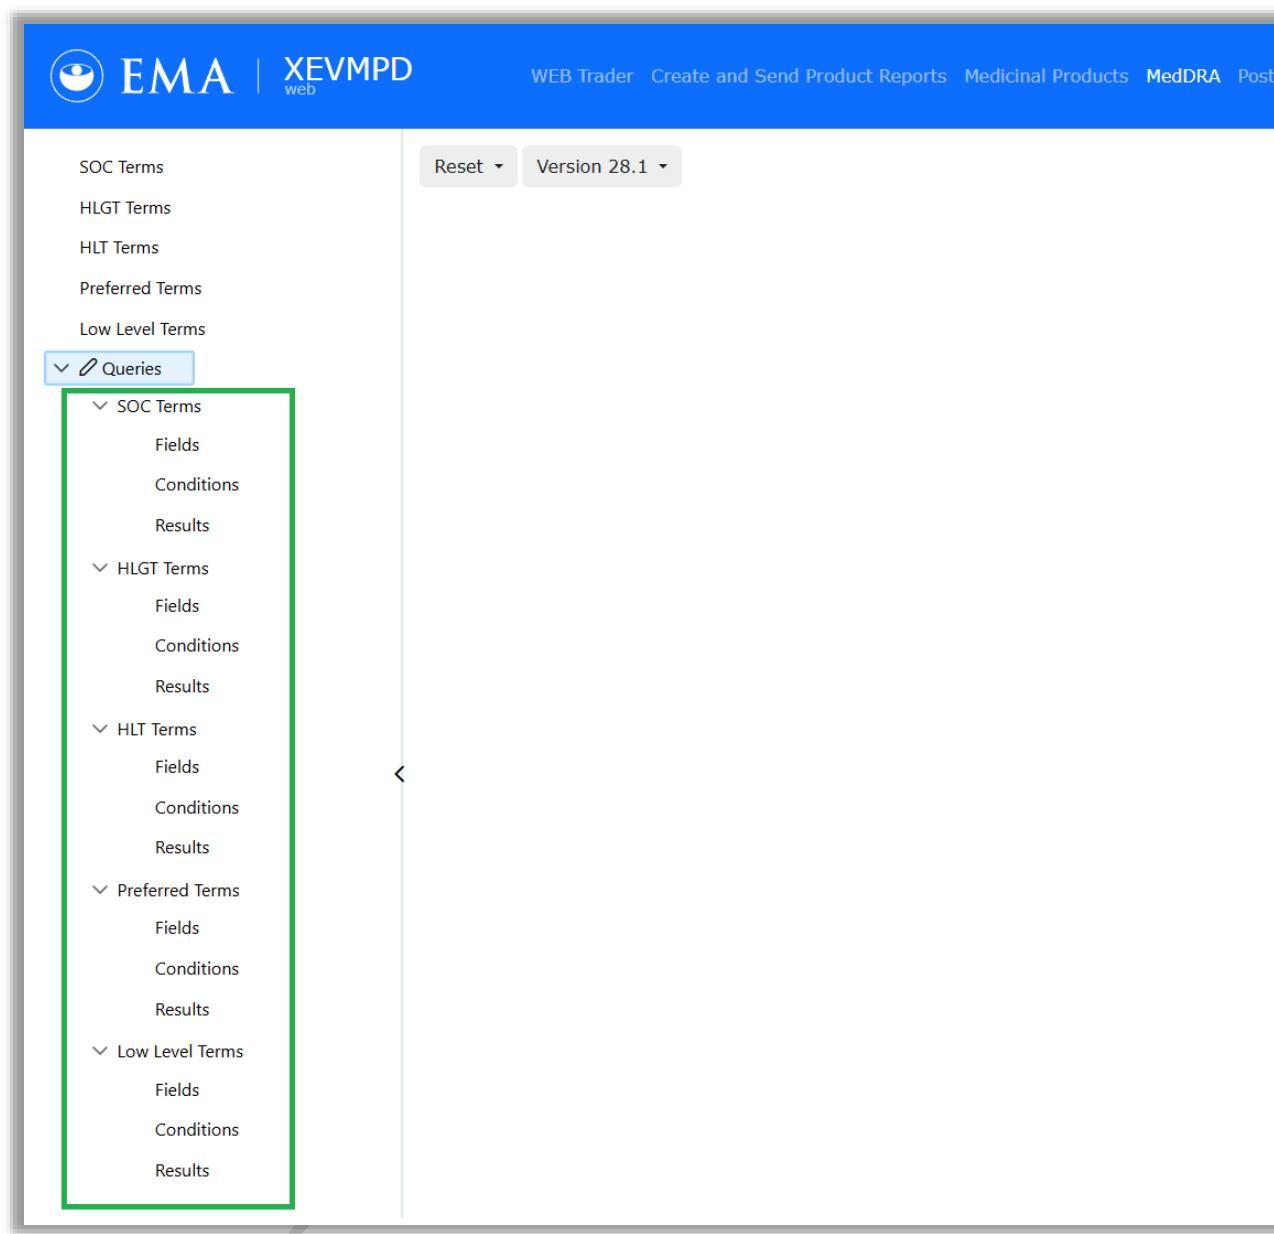 EMA XEVMPD
web
WEB Trader Create and Send Product Reports Medicinal Products MedDRA Post
Reset Version 28.1
SOC Terms
HLGT Terms
HLT Terms
Preferred Terms
Low Level Terms
Queries
SOC Terms
Fields
Conditions
Results
HLGT Terms
Fields
Conditions
Results
HLT Terms
Fields
Conditions
Results
Preferred Terms
Fields
Conditions
Results
Low Level Terms
Fields
Conditions
Results